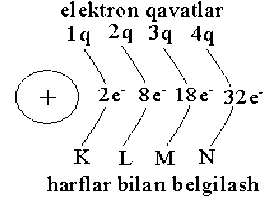 elektron qavatlar
1q 2q 3q 4q
+ 2e⁻ 8e⁻ 18e⁻ 32e⁻
K L M N
harflar bilan belgilash